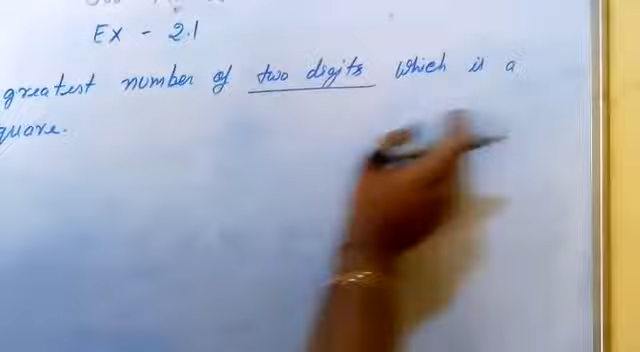 Ex - 2.1
greatest number of two digits which is a
quare.